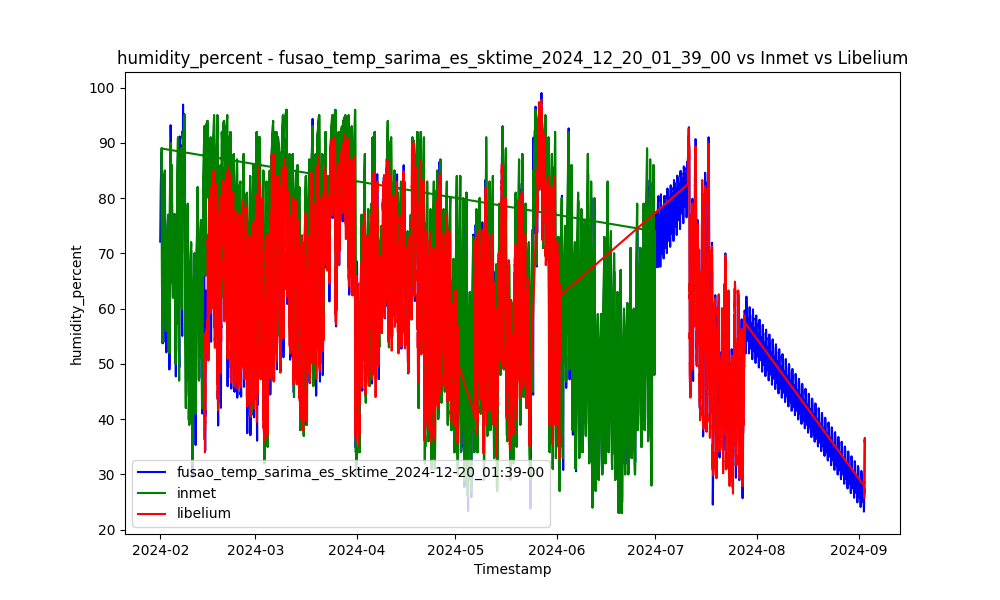 humidity_percent - fusao_temp_sarima_es_sktime_2024_12_20_01_39_00 vs Inmet vs Libelium
100
90
80
70
60
50
40
30
20
humidity_percent
fusao_temp_sarima_es_sktime_2024-12-20_01:39-00
inmet
libelium
2024-02
2024-03
2024-04
2024-05
2024-06
2024-07
2024-08
2024-09
Timestamp